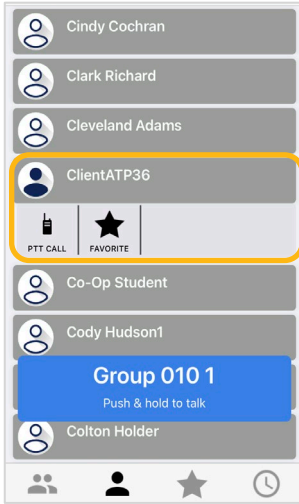 Cindy Cochran
Clark Richard
Cleveland Adams
ClientATP36
PTT CALL FAVORITE
Co-Op Student
Cody Hudson1
Group 010 1
Push & hold to talk
Colton Holder